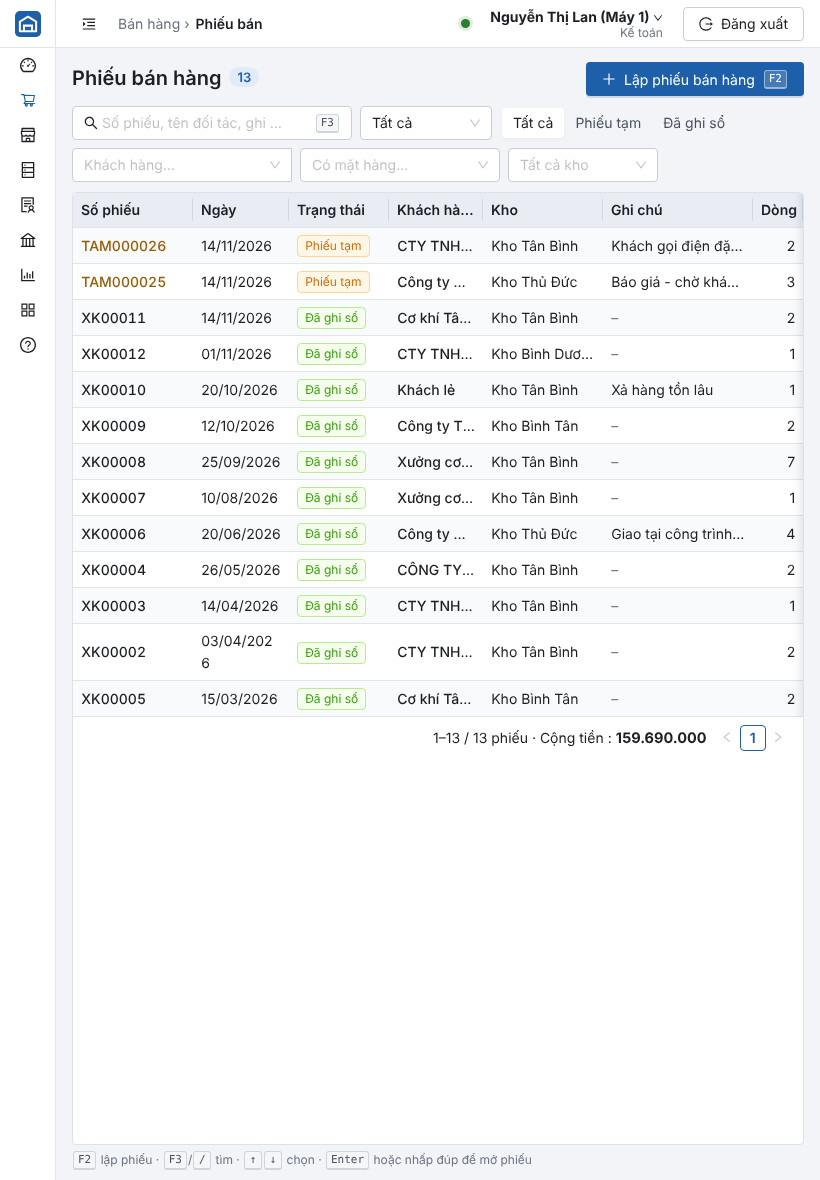 Bán hàng › Phiếu bán
Nguyễn Thị Lan (Máy 1)
Kế toán
Đăng xuất
Phiếu bán hàng 13
Lập phiếu bán hàng F2
Số phiếu, tên đối tác, ghi ... F3
Tất cả
Tất cả Phiếu tạm Đã ghi sổ
Khách hàng... Có mặt hàng... Tất cả kho
Số phiếu Ngày Trạng thái Khách hà... Kho Ghi chú Dòng
TAM000026 14/11/2026 Phiếu tạm CTY TNH... Kho Tân Bình Khách gọi điện đặ... 2
TAM000025 14/11/2026 Phiếu tạm Công ty ... Kho Thủ Đức Báo giá - chờ khá... 3
XK00011 14/11/2026 Đã ghi sổ Cơ khí Tâ... Kho Tân Bình – 2
XK00012 01/11/2026 Đã ghi sổ CTY TNH... Kho Bình Dươ... – 1
XK00010 20/10/2026 Đã ghi sổ Khách lẻ Kho Tân Bình Xả hàng tồn lâu 1
XK00009 12/10/2026 Đã ghi sổ Công ty T... Kho Bình Tân – 2
XK00008 25/09/2026 Đã ghi sổ Xưởng cơ... Kho Tân Bình – 7
XK00007 10/08/2026 Đã ghi sổ Xưởng cơ... Kho Tân Bình – 1
XK00006 20/06/2026 Đã ghi sổ Công ty ... Kho Thủ Đức Giao tại công trình... 4
XK00004 26/05/2026 Đã ghi sổ CÔNG TY... Kho Tân Bình – 2
XK00003 14/04/2026 Đã ghi sổ CTY TNH... Kho Tân Bình – 1
XK00002 03/04/202
6 Đã ghi sổ CTY TNH... Kho Tân Bình – 2
XK00005 15/03/2026 Đã ghi sổ Cơ khí Tâ... Kho Bình Tân – 2
1–13 / 13 phiếu · Cộng tiền : 159.690.000 < 1 >
F2 lập phiếu · F3 / / tìm · ↑ ↓ chọn · Enter hoặc nhấp đúp để mở phiếu